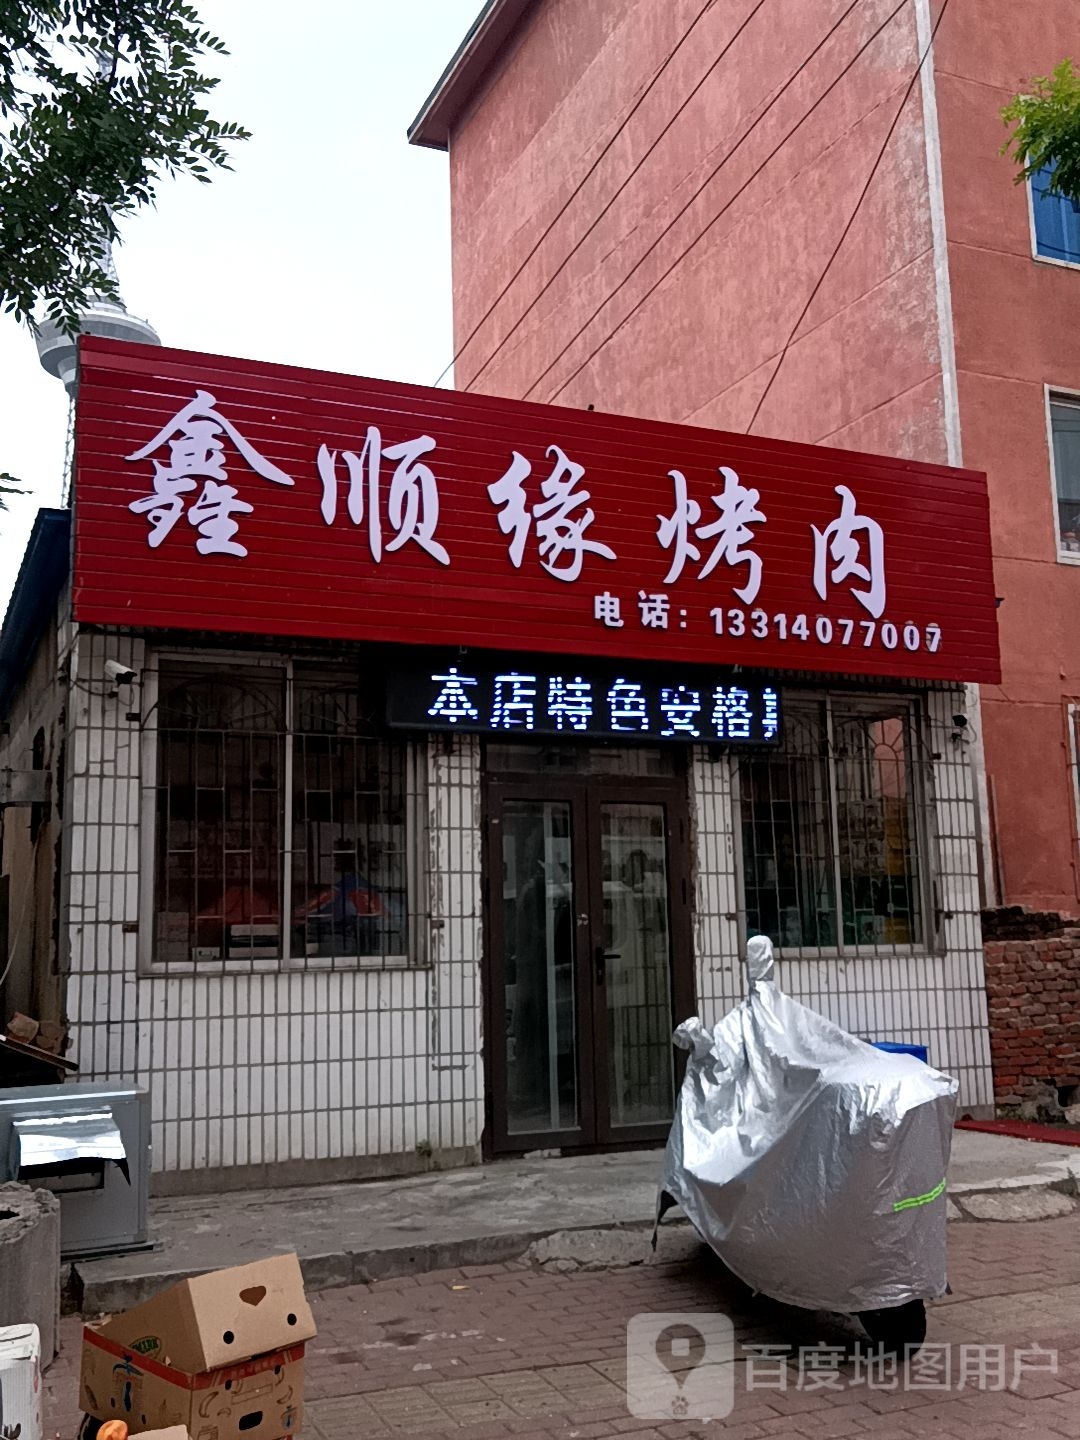 鑫顺缘烤肉
电话：13314077007
本店特色安格
百度地图用户